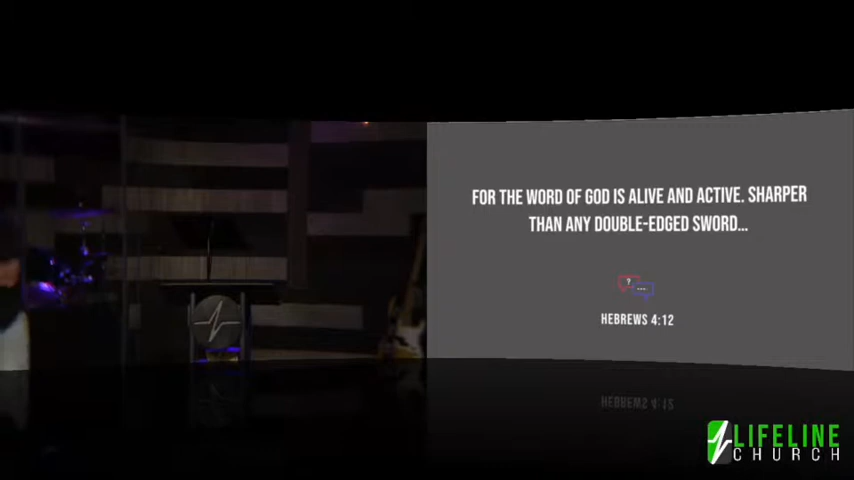 FOR THE WORD OF GOD IS ALIVE AND ACTIVE. SHARPER
THAN ANY DOUBLE-EDGED SWORD...
?
...
HEBREWS 4:12
LIFELINE
CHURCH